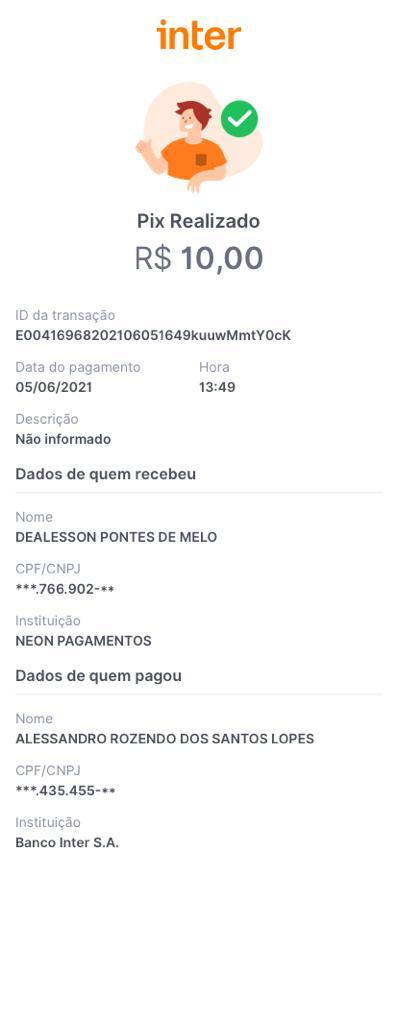 inter
Pix Realizado
R$ 10,00
ID da transação
E00416968202106051649kuuwMmtY0cK
Data do pagamento Hora
05/06/2021 13:49
Descrição
Não informado
Dados de quem recebeu
Nome
DEALESSON PONTES DE MELO
CPF/CNPJ
***.766.902-**
Instituição
NEON PAGAMENTOS
Dados de quem pagou
Nome
ALESSANDRO ROZENDO DOS SANTOS LOPES
CPF/CNPJ
***.435.455-**
Instituição
Banco Inter S.A.